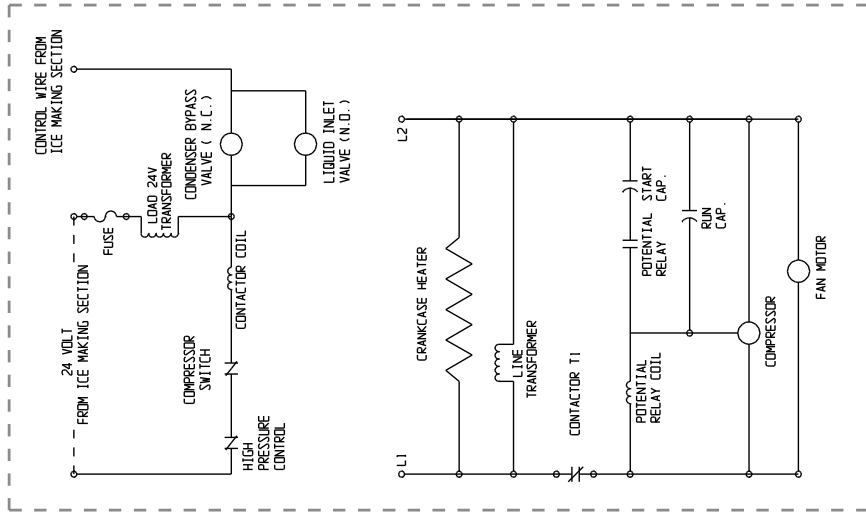 CONTROL WIRE FROM
ICE MAKING SECTION
CONDENSER BYPASS
VALVE ( N.C.)
LIQUID INLET
VALVE (N.O.)
LOAD 24V
TRANSFORMER
FUSE
24 VOLT
FROM ICE MAKING SECTION
CONTACTOR COIL
COMPRESSOR
SWITCH
HIGH
PRESSURE
CONTROL
L2
CRANKCASE HEATER
LINE
TRANSFORMER
CONTACTOR T1
POTENTIAL
RELAY
START
CAP.
RUN
CAP.
POTENTIAL
RELAY COIL
COMPRESSOR
FAN MOTOR
L1